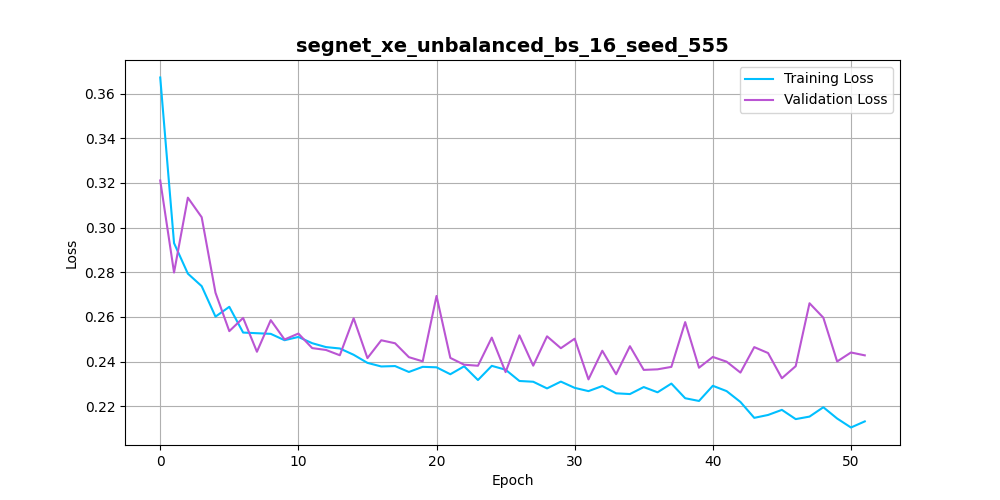 segnet_xe_unbalanced_bs_16_seed_555
Training Loss
Validation Loss
0.36
0.34
0.32
0.30
0.28
0.26
0.24
0.22
Loss
0 10 20 30 40 50
Epoch